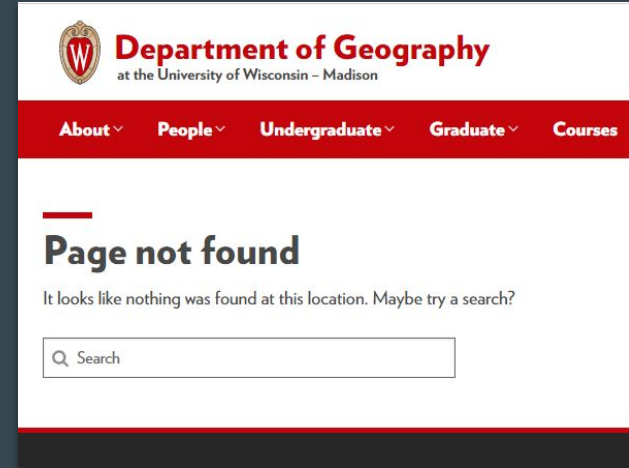 W
Department of Geography
at the University of Wisconsin – Madison
About People Undergraduate Graduate Courses
Page not found
It looks like nothing was found at this location. Maybe try a search?
Search